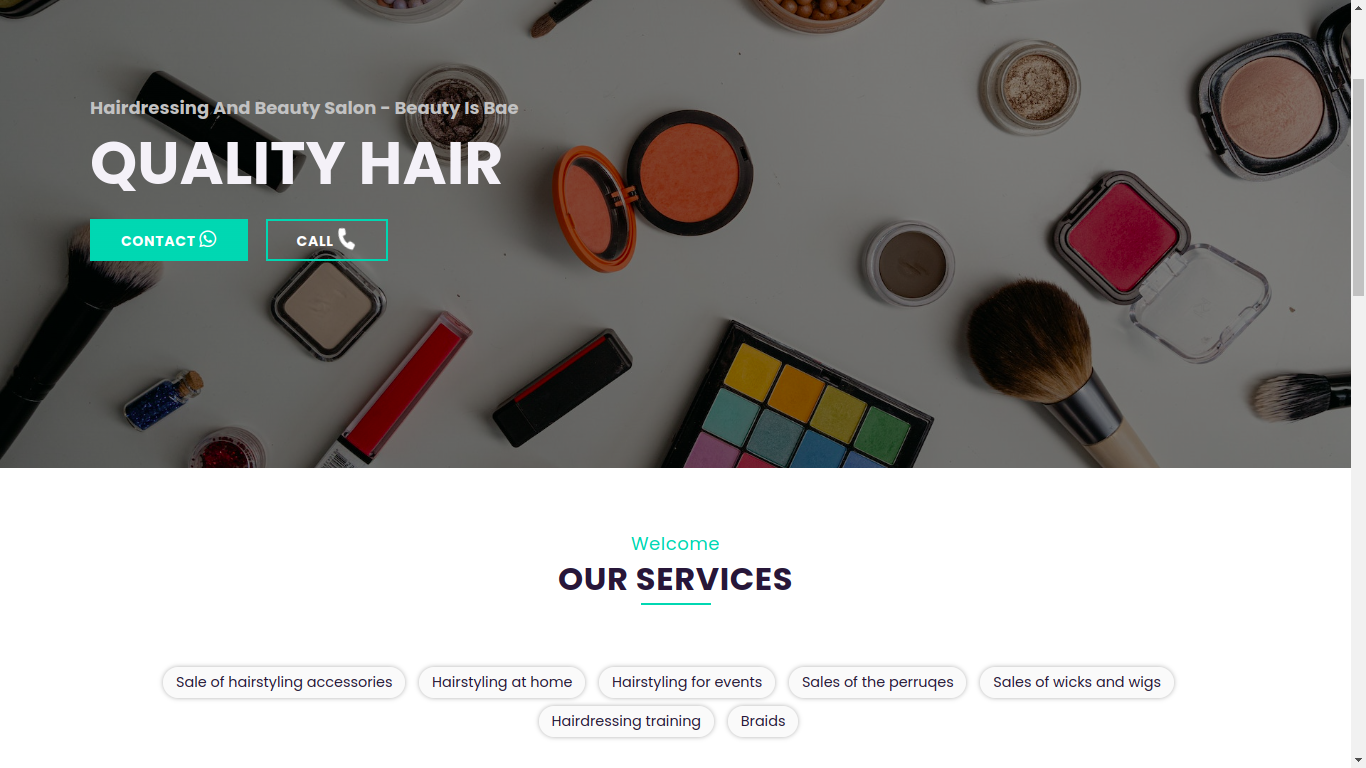 Hairdressing And Beauty Salon - Beauty Is Bae
QUALITY HAIR
CONTACT
CALL
Welcome
OUR SERVICES
Sale of hairstyling accessories
Hairstyling at home
Hairstyling for events
Sales of the perruqes
Sales of wicks and wigs
Hairdressing training
Braids